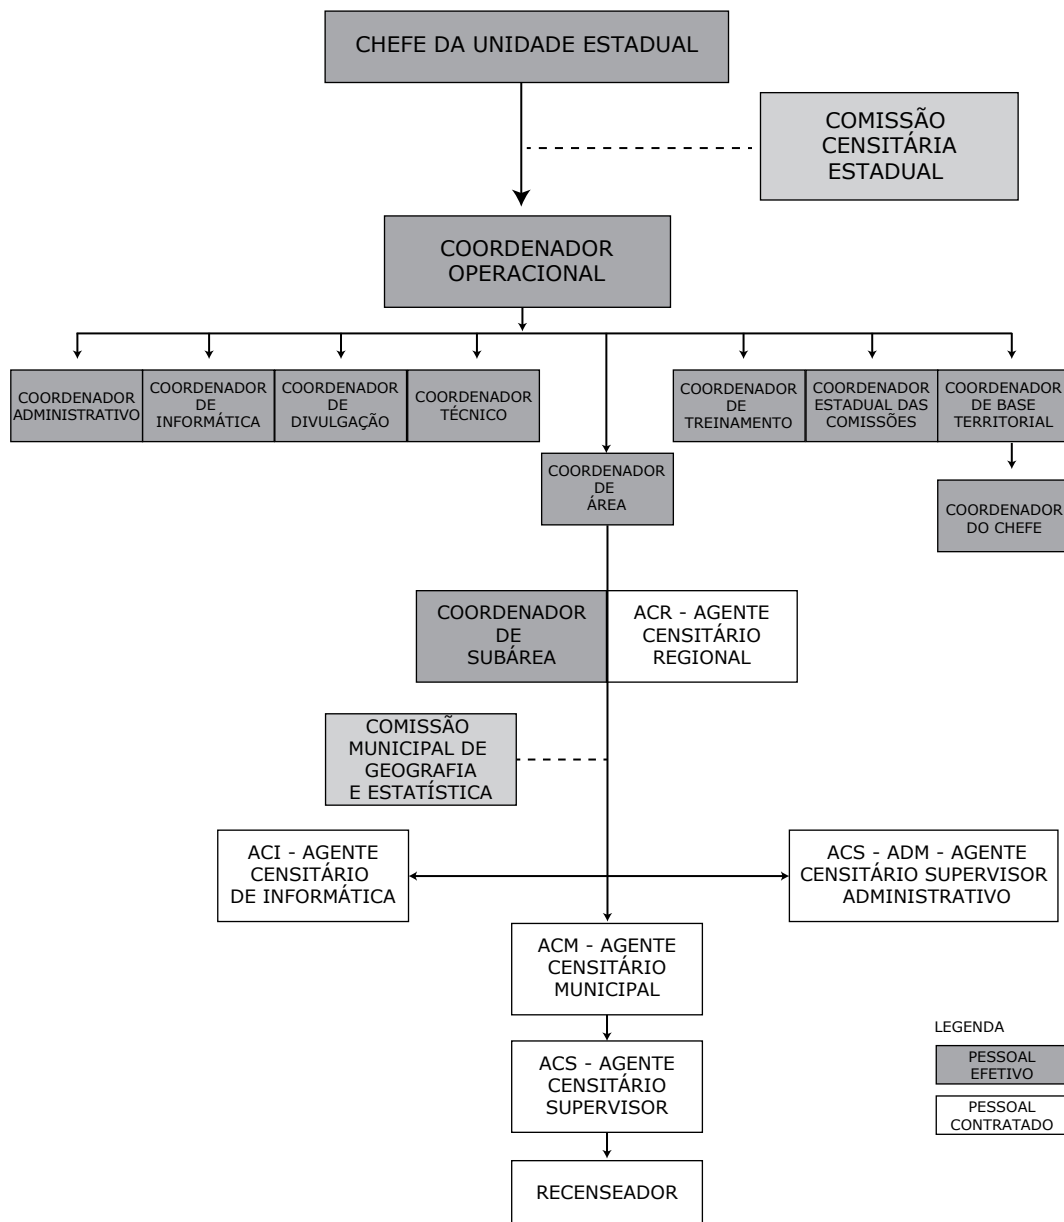 CHEFE DA UNIDADE ESTADUAL
COMISSÃO
CENSITÁRIA
ESTADUAL
COORDENADOR
OPERACIONAL
COORDENADOR
ADMINISTRATIVO
COORDENADOR
DE
INFORMÁTICA
COORDENADOR
DE
DIVULGAÇÃO
COORDENADOR
TÉCNICO
COORDENADOR
DE
TREINAMENTO
COORDENADOR
ESTADUAL DAS
COMISSÕES
COORDENADOR
DE BASE
TERRITORIAL
COORDENADOR
DE
ÁREA
COORDENADOR
DO CHEFE
COORDENADOR
DE
SUBÁREA
ACR - AGENTE
CENSITÁRIO
REGIONAL
COMISSÃO
MUNICIPAL DE
GEOGRAFIA
E ESTATÍSTICA
ACI - AGENTE
CENSITÁRIO
DE INFORMÁTICA
ACS - ADM - AGENTE
CENSITÁRIO SUPERVISOR
ADMINISTRATIVO
ACM - AGENTE
CENSITÁRIO
MUNICIPAL
ACS - AGENTE
CENSITÁRIO
SUPERVISOR
RECENSEADOR
LEGENDA
PESSOAL
EFETIVO
PESSOAL
CONTRATADO